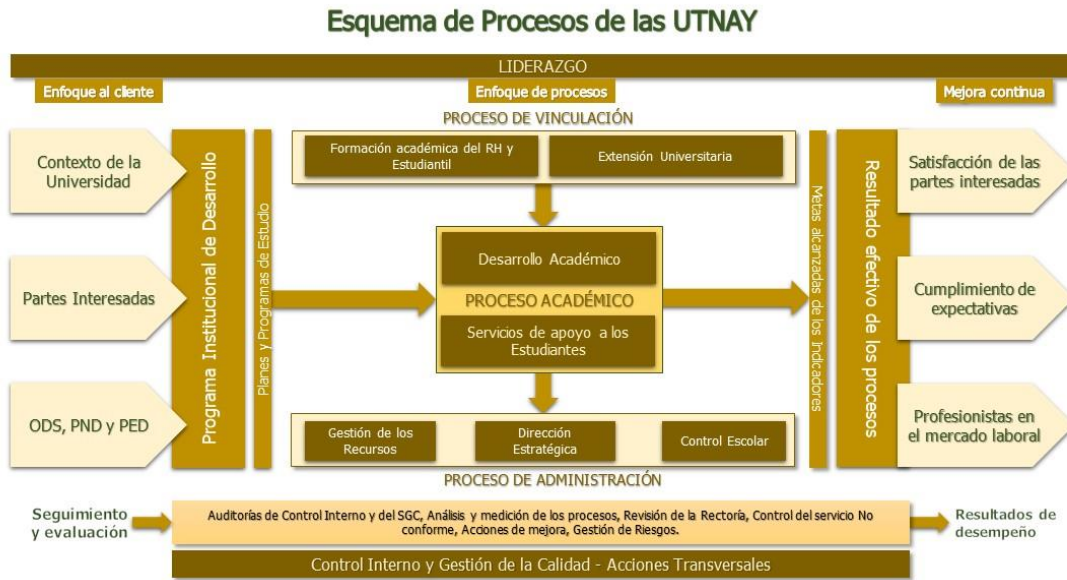 Esquema de Procesos de las UTNAY
LIDERAZGO
Enfoque al cliente
Enfoque de procesos
Mejora continua
Contexto de la
Universidad
Partes Interesadas
ODS, PND y PED
Programa Institucional de Desarrollo
Planes y Programas de Estudio
PROCESO DE VINCULACIÓN
Formación académica del RH y
Estudiantil
Extensión Universitaria
Desarrollo Académico
PROCESO ACADÉMICO
Servicios de apoyo a los
Estudiantes
Gestión de los
Recursos
Dirección
Estratégica
Control Escolar
PROCESO DE ADMINISTRACIÓN
Metas alcanzadas de los Indicadores
Resultado efectivo de los procesos
Satisfacción de las
partes interesadas
Cumplimiento de
expectativas
Profesionistas en
el mercado laboral
Seguimiento
y evaluación
Auditorías de Control Interno y del SGC, Análisis y medición de los procesos, Revisión de la Rectoría, Control del servicio No
conforme, Acciones de mejora, Gestión de Riesgos.
Resultados de
desempeño
Control Interno y Gestión de la Calidad - Acciones Transversales